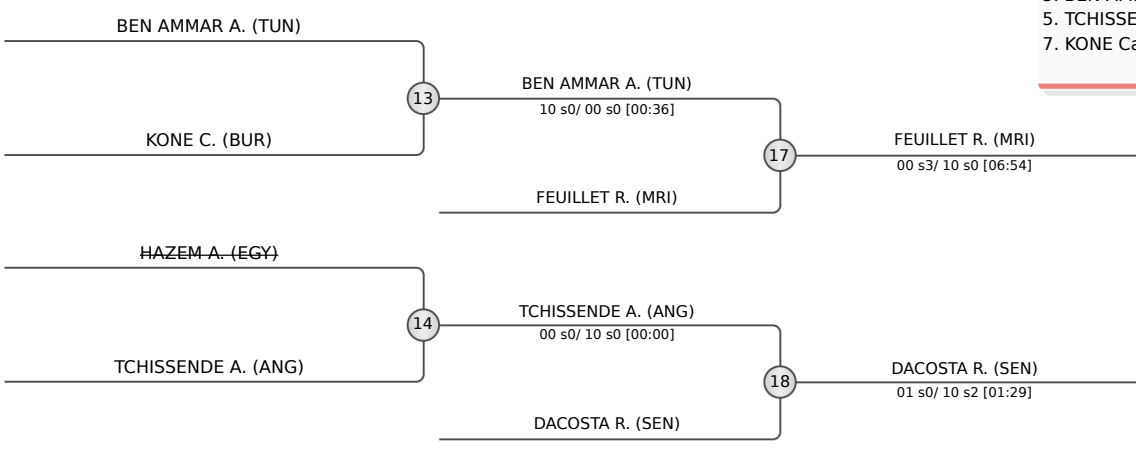 BEN AMMAR A. (TUN)
5. TCHISSE
7. KONE Ca
BEN AMMAR A. (TUN)
13
10 s0/ 00 s0 [00:36]
KONE C. (BUR)
FEUILLET R. (MRI)
17
00 s3/ 10 s0 [06:54]
FEUILLET R. (MRI)
HAZEM A. (EGY)
TCHISSENDE A. (ANG)
14
00 s0/ 10 s0 [00:00]
TCHISSENDE A. (ANG)
DACOSTA R. (SEN)
18
01 s0/ 10 s2 [01:29]
DACOSTA R. (SEN)